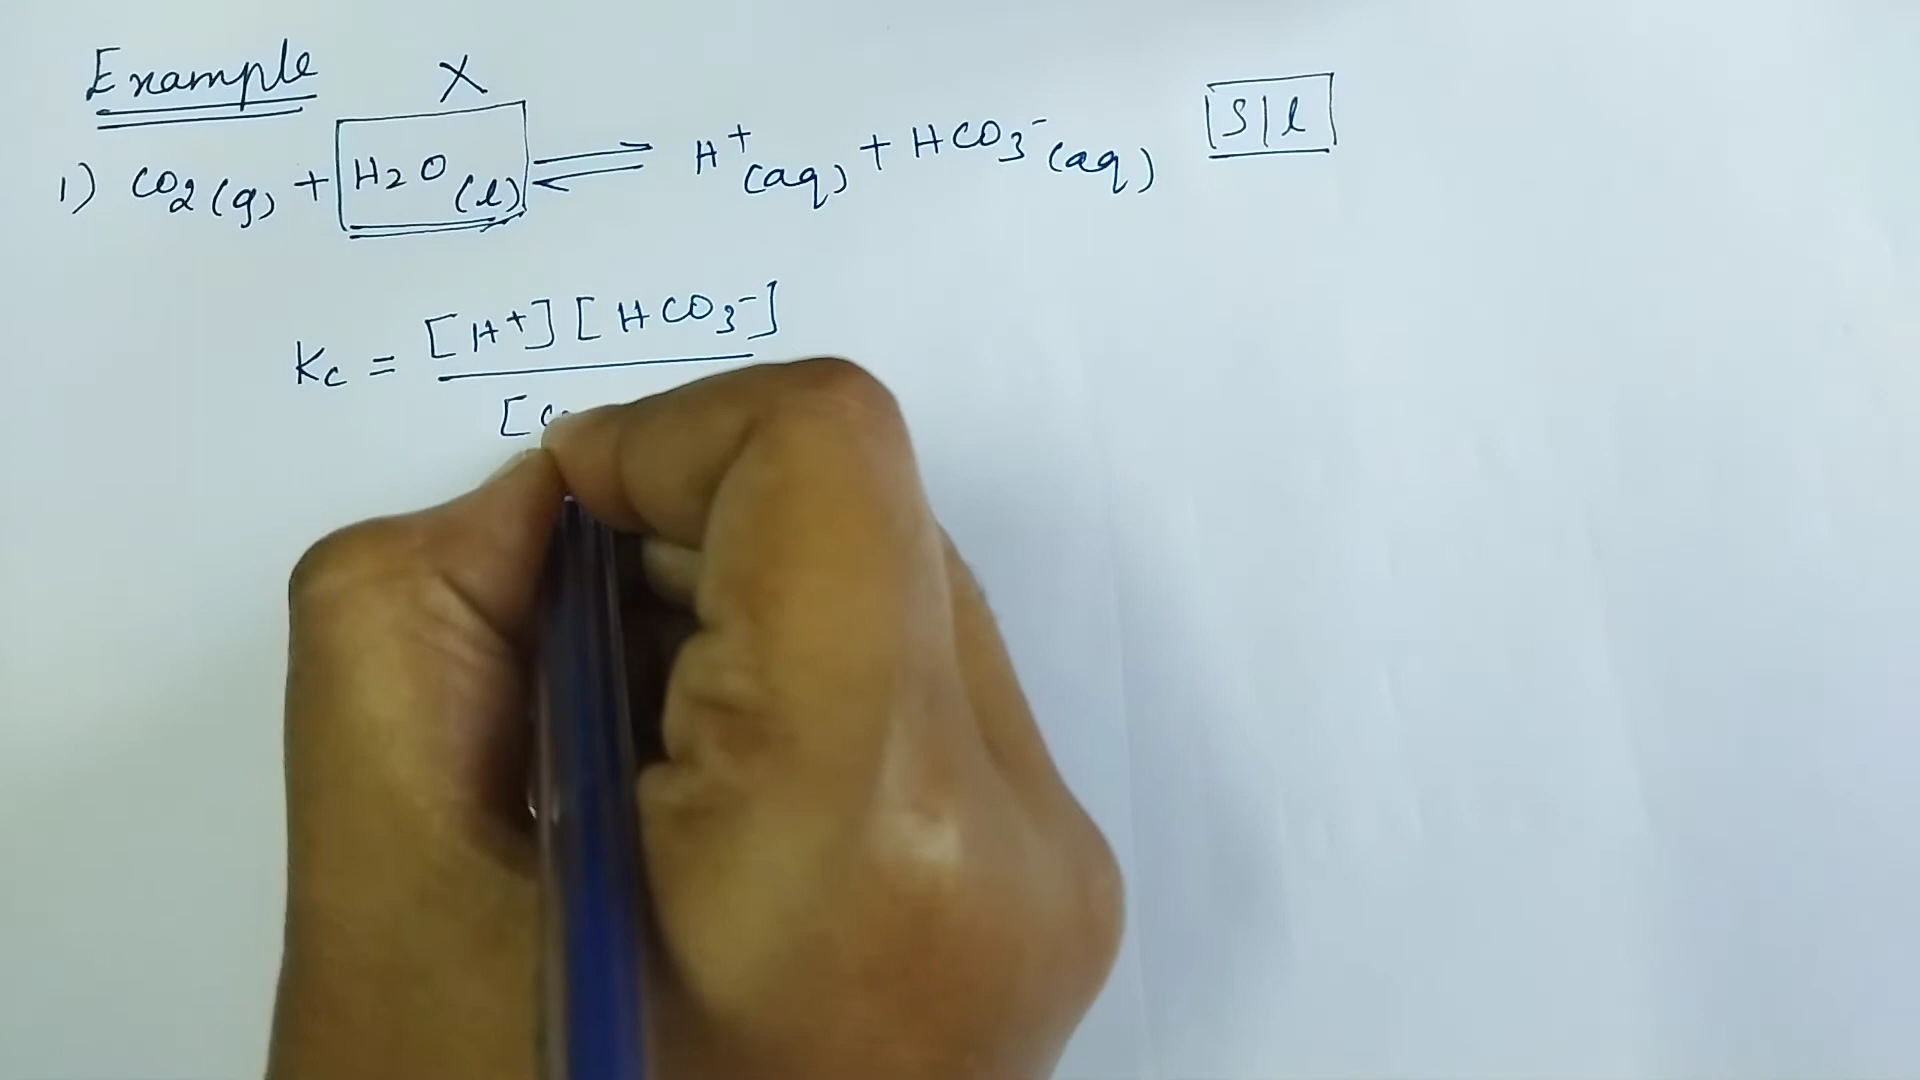 Example X
1) CO2(g) + H2O(l) ⇌ H+(aq) + HCO3-(aq) S/l
Kc = [H+][HCO3-]
[C